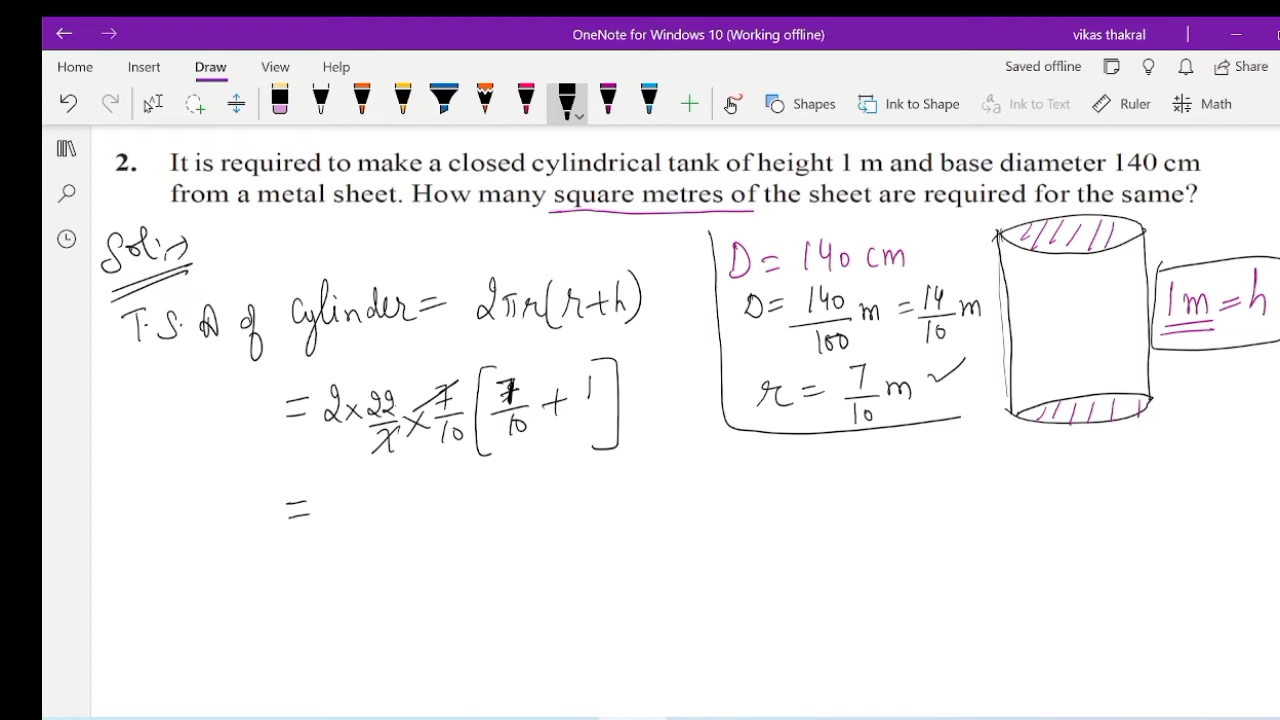 OneNote for Windows 10 (Working offline)
vikas thakral
Home Insert Draw View Help
Saved offline
Share
Shapes
Ink to Shape
Ink to Text
Ruler
Math
2. It is required to make a closed cylindrical tank of height 1 m and base diameter 140 cm
from a metal sheet. How many square metres of the sheet are required for the same?
Soln
T.S.A of cylinder = 2πr(r+h)
= 2 × 22/7 × 7/10 [7/10 + 1]
=
D = 140 cm
D = 140/100 m = 14/10 m
r = 7/10 m ✓
1m = h